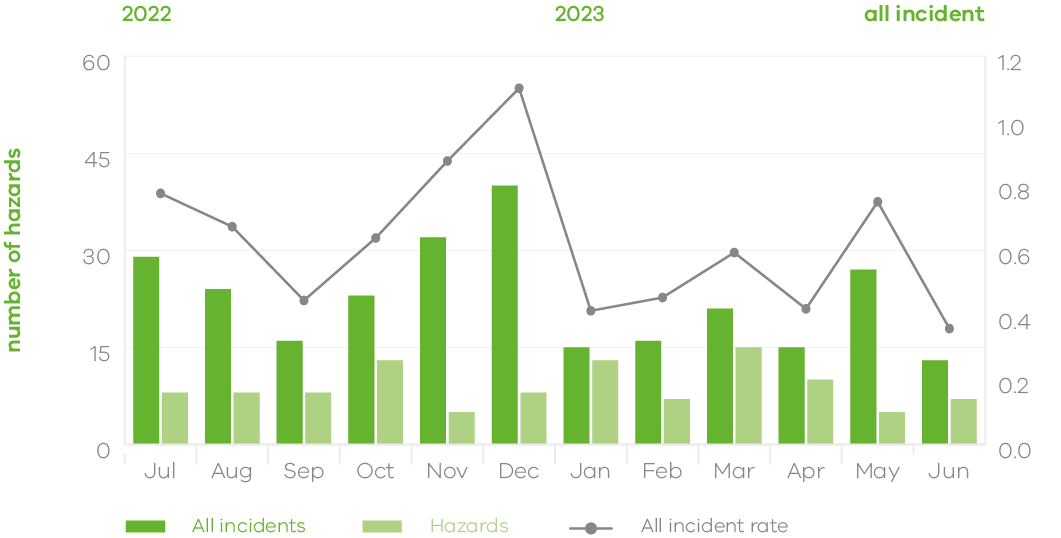 2022 2023 all incident
60 1.2
1.0
45
0.8
30 0.6
0.4
15
0.2
0 0.0
number of hazards
Jul Aug Sep Oct Nov Dec Jan Feb Mar Apr May Jun
All incidents Hazards All incident rate